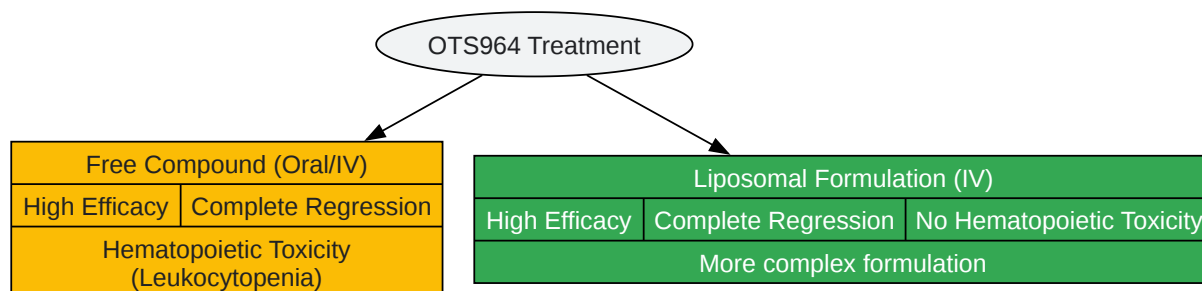 OTS964 Treatment
Free Compound (Oral/IV)
High Efficacy
Complete Regression
Hematopoietic Toxicity
(Leukocytopenia)
Liposomal Formulation (IV)
High Efficacy
Complete Regression
No Hematopoietic Toxicity
More complex formulation